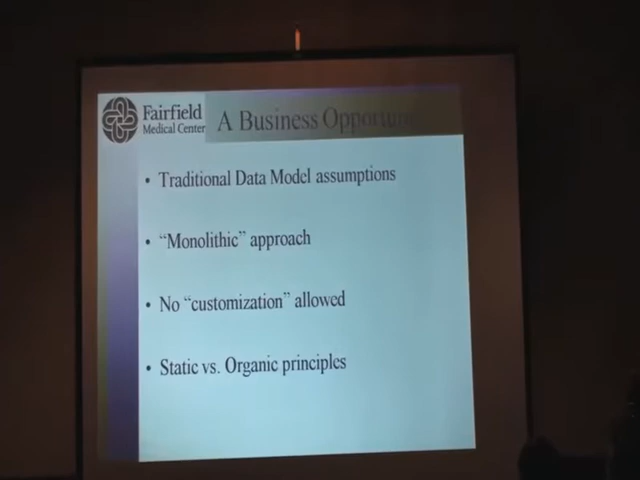 Fairfield
Medical Center
A Business
• Traditional Data Model assumptions
• “Monolithic” approach
• No “customization” allowed
• Static vs. Organic principles